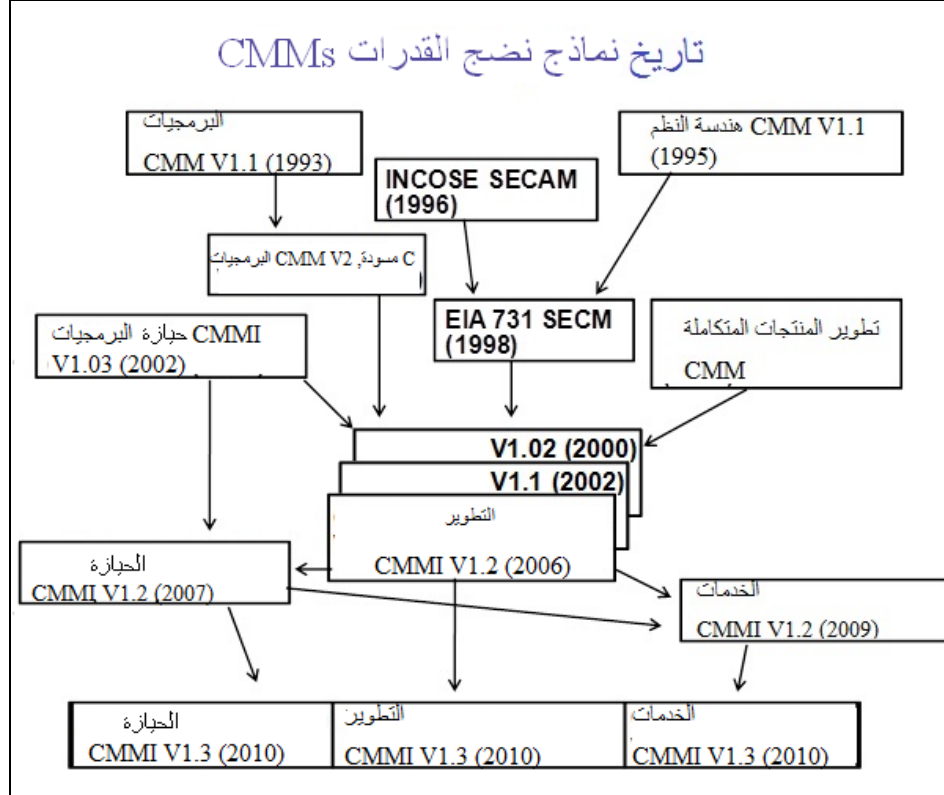 تاريخ نماذج نضج القدرات CMMs
البرمجيات
CMM V1.1 (1993)
هندسة النظم CMM V1.1
(1995)
INCOSE SECAM
(1996)
البرمجيات CMM V2, مسودة C
EIA 731 SECM
(1998)
حيازة البرمجيات CMMI
V1.03 (2002)
تطوير المنتجات المتكاملة
CMM
V1.02 (2000)
V1.1 (2002)
التطوير
CMMI V1.2 (2006)
الحيازة
CMMI V1.2 (2007)
الخدمات
CMMI V1.2 (2009)
الحيازة
CMMI V1.3 (2010)
التطوير
CMMI V1.3 (2010)
الخدمات
CMMI V1.3 (2010)